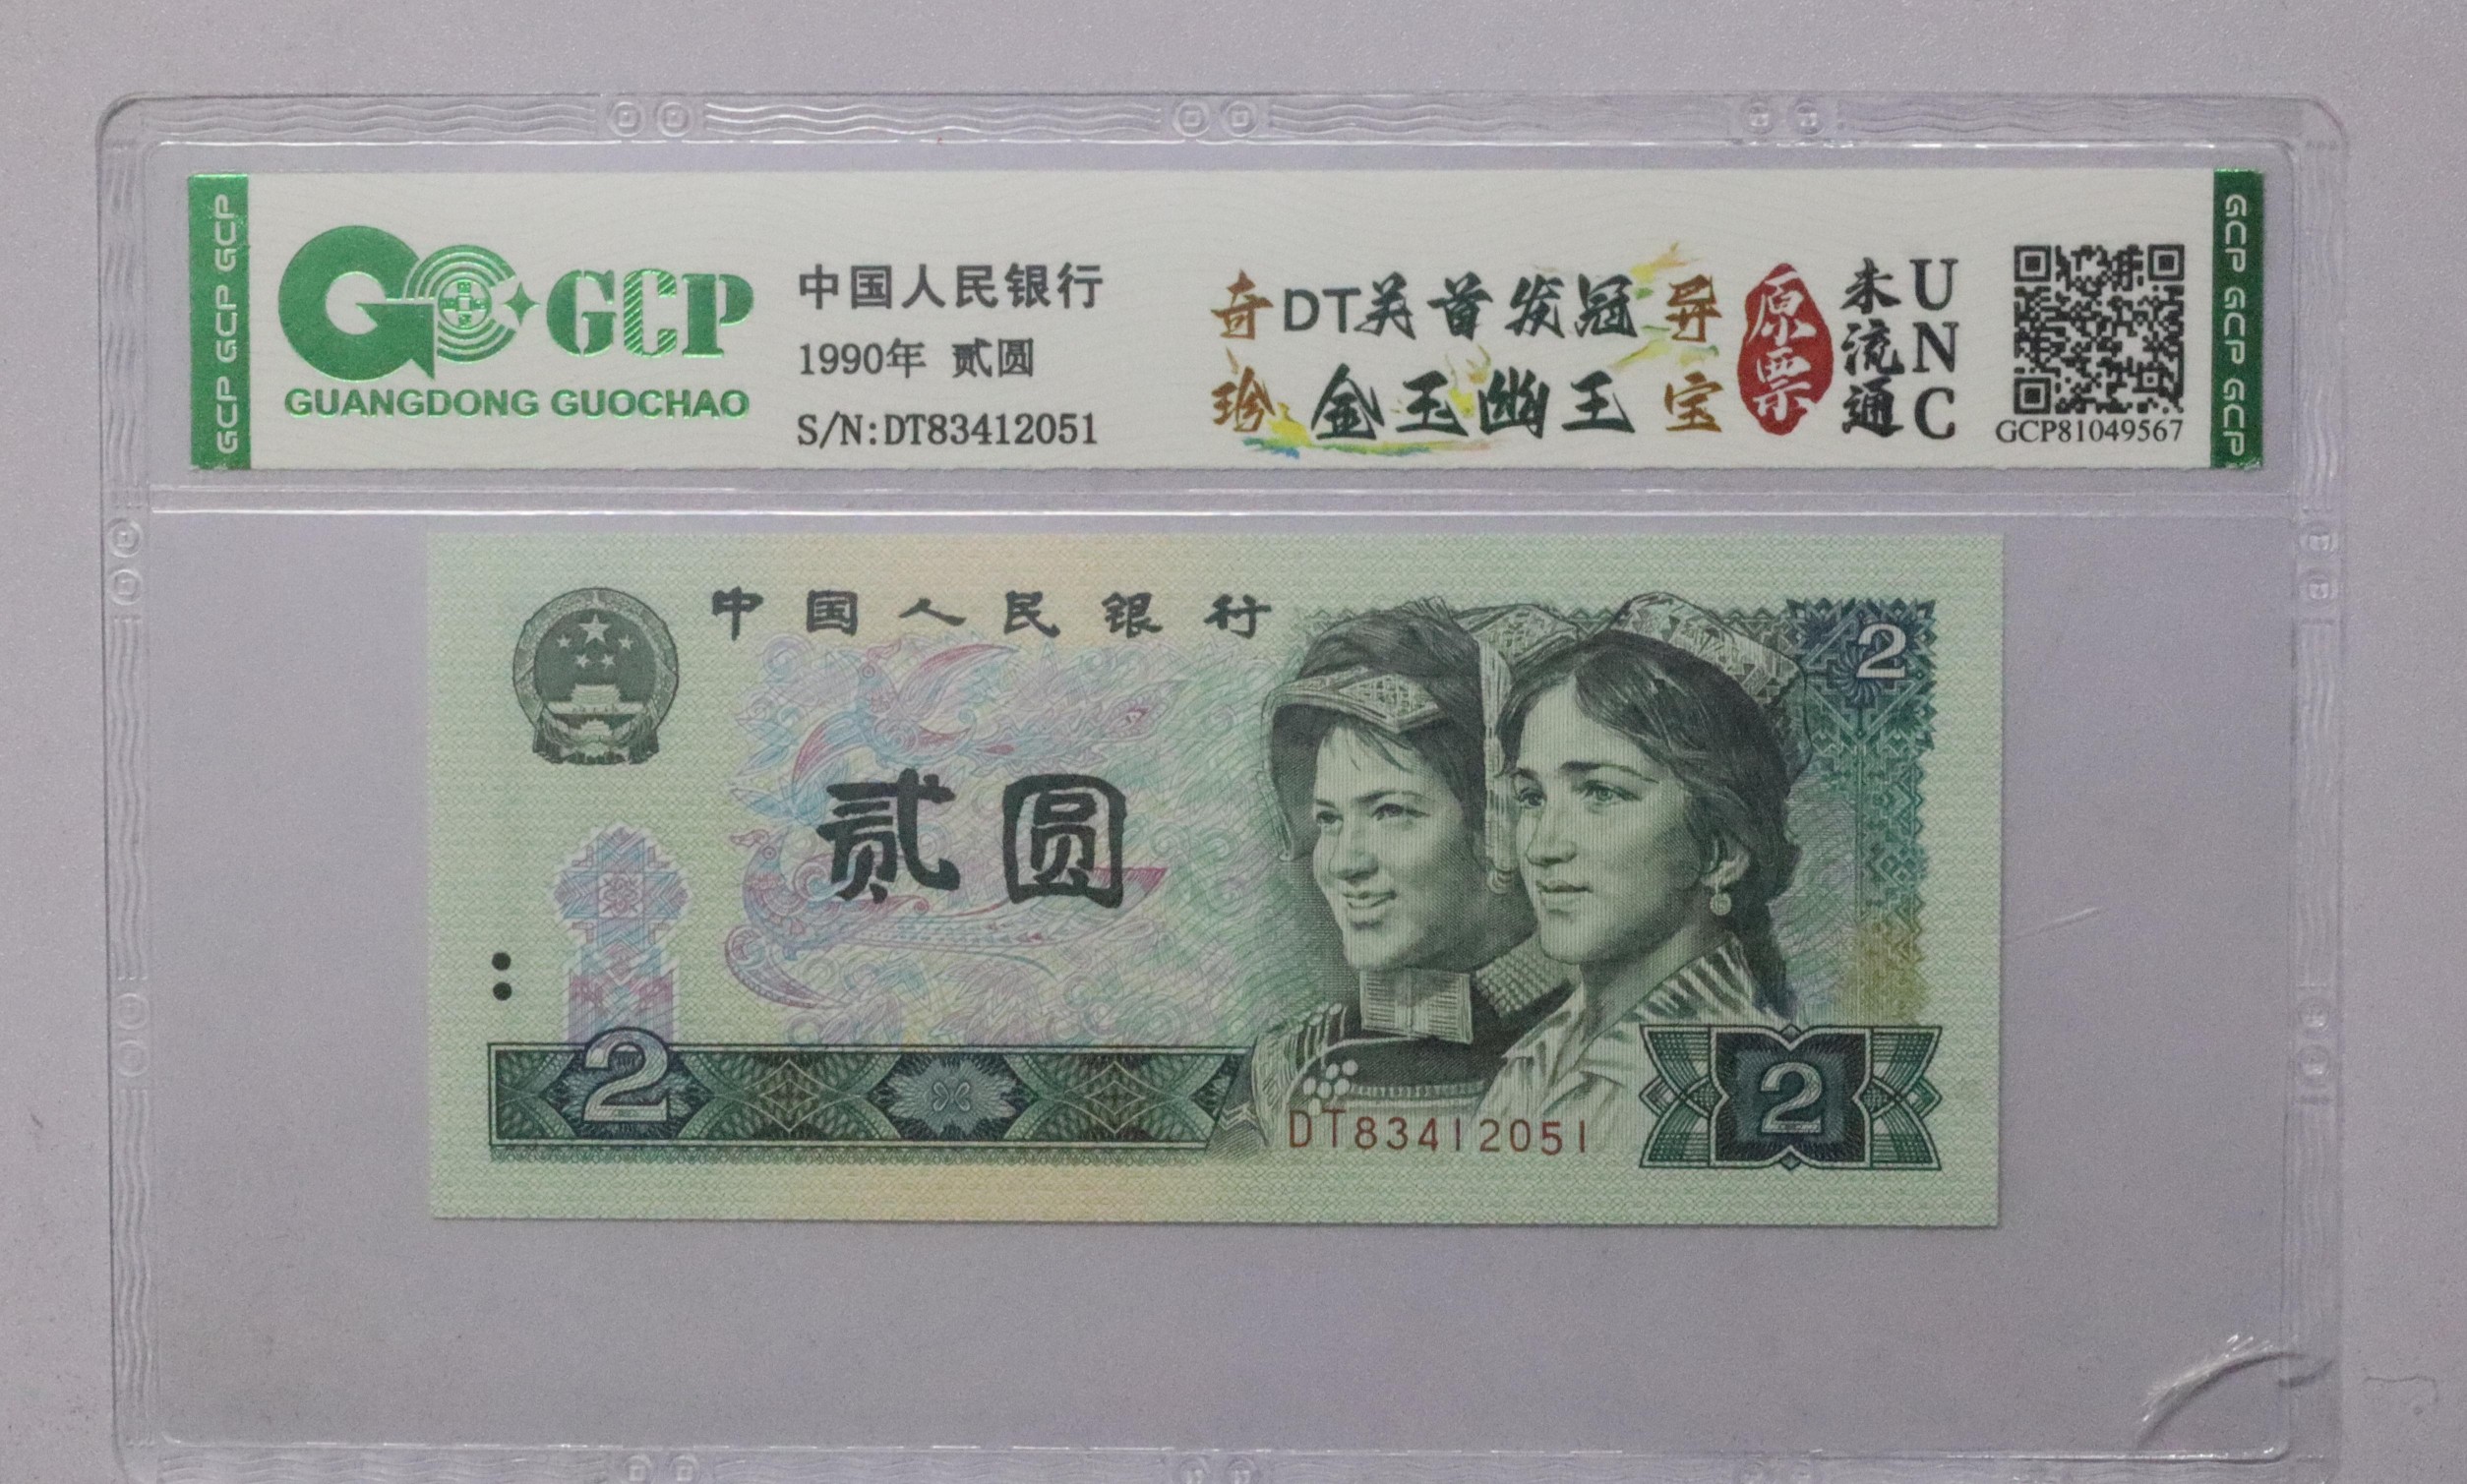 GCP GCP GCP
GCP
GUANGDONG GUOCHAO
中国人民银行
1990年 贰圆
S/N:DT83412051
奇 DT关首发冠 异
珍 金玉幽王 宝
原票
未流通
UNC
GCP81049567
GCP GCP GCP
中国人民银行
2
贰圆
2
DT83412051
2